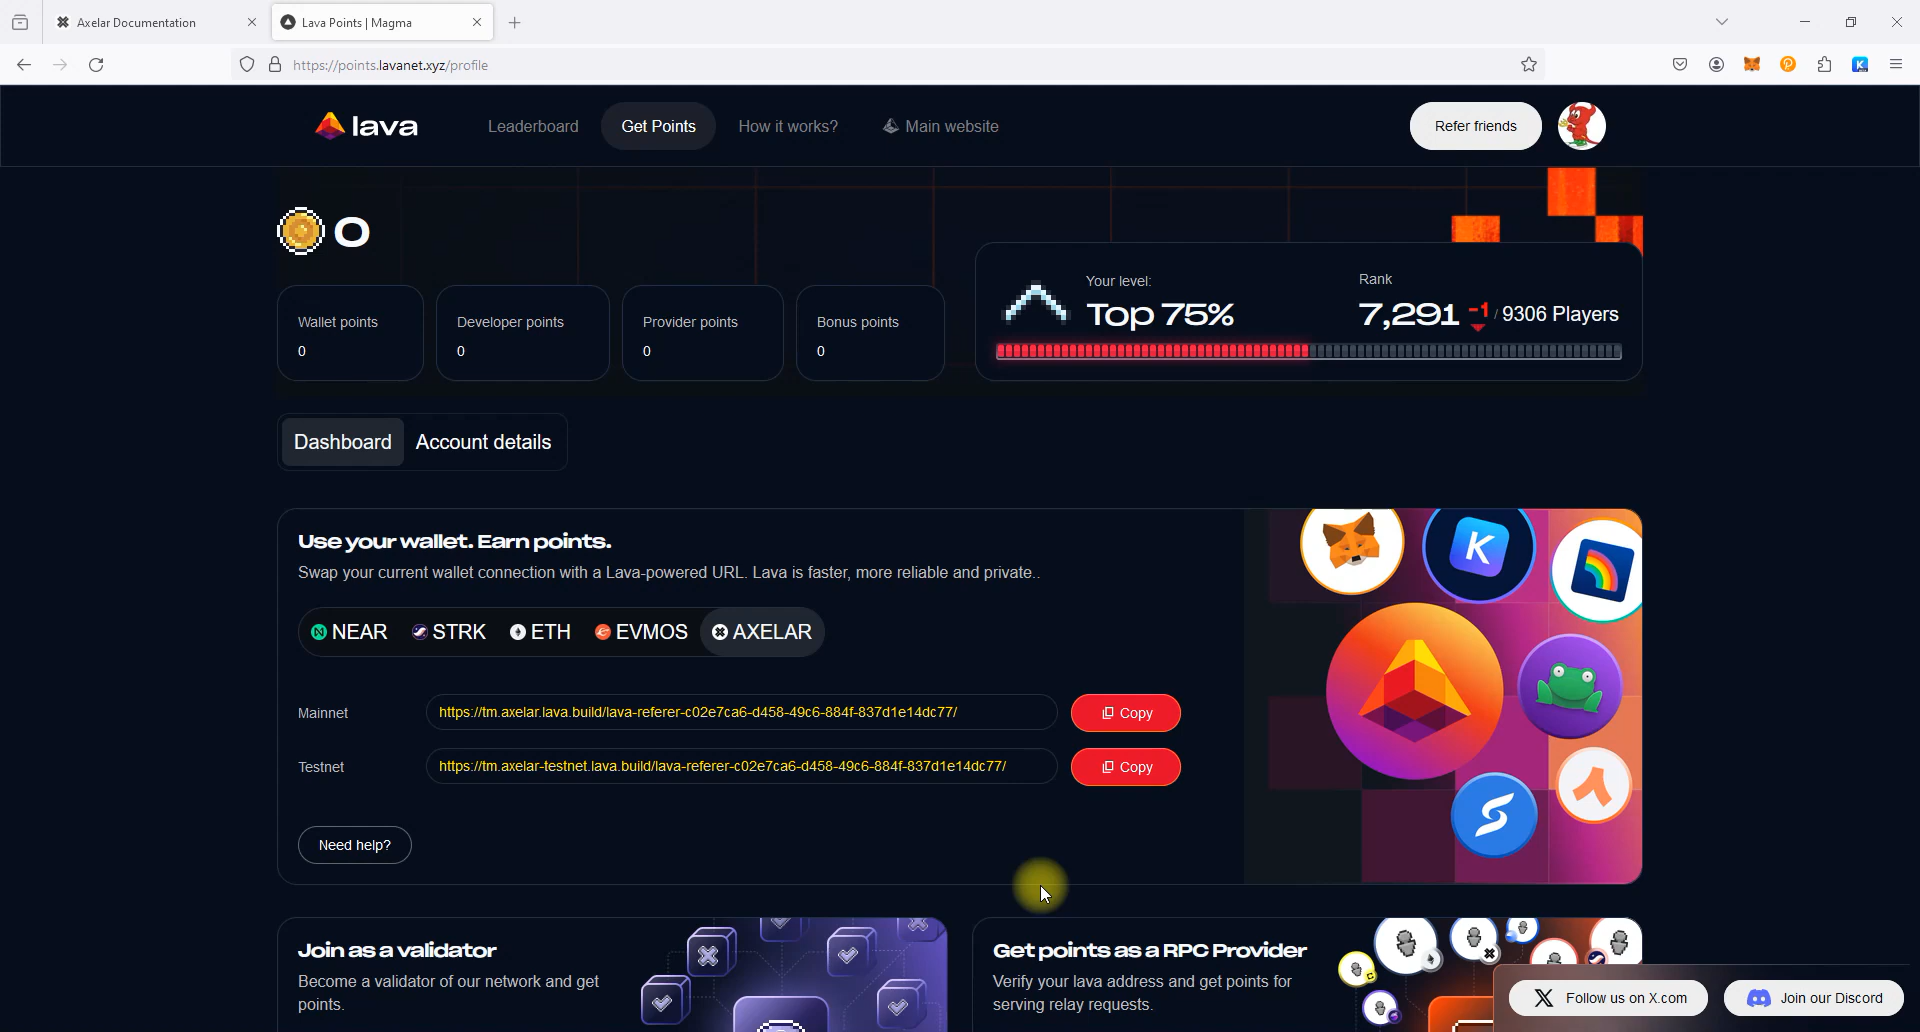 Axelar Documentation
Lava Points | Magma
https://points.lavanet.xyz/profile
lava
Leaderboard
Get Points
How it works?
Main website
Refer friends
0
Wallet points
0
Developer points
0
Provider points
0
Bonus points
0
Your level:
Top 75%
Rank
7,291 -1 / 9306 Players
Dashboard
Account details
Use your wallet. Earn points.
Swap your current wallet connection with a Lava-powered URL. Lava is faster, more reliable and private..
NEAR STRK ETH EVMOS AXELAR
Mainnet
https://tm.axelar.lava.build/lava-referer-c02e7ca6-d458-49c6-884f-837d1e14dc77/
Copy
Testnet
https://tm.axelar-testnet.lava.build/lava-referer-c02e7ca6-d458-49c6-884f-837d1e14dc77/
Copy
Need help?
Join as a validator
Become a validator of our network and get
points.
Get points as a RPC Provider
Verify your lava address and get points for
serving relay requests.
Follow us on X.com
Join our Discord